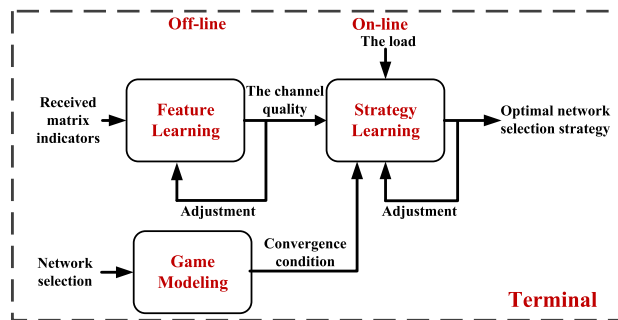 Off-line
On-line
The load
Received
matrix
indicators
Feature
Learning
The channel
quality
Strategy
Learning
Optimal network
selection strategy
Adjustment
Adjustment
Network
selection
Game
Modeling
Convergence
condition
Terminal